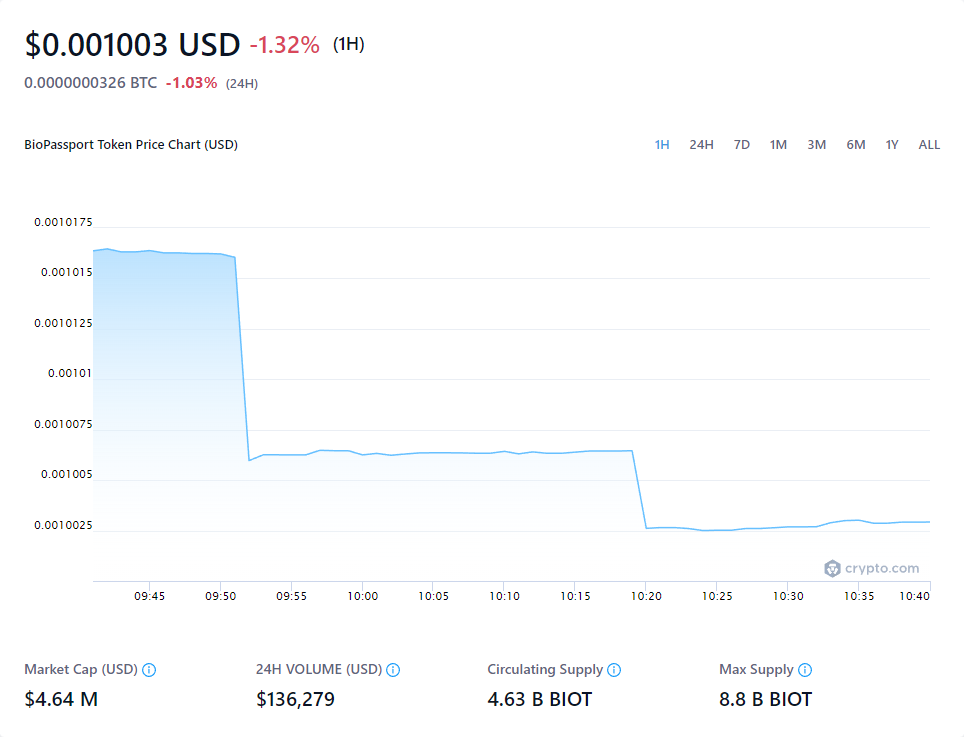 $0.001003 USD -1.32% (1H)
0.0000000326 BTC -1.03% (24H)
BioPassport Token Price Chart (USD) 1H 24H 7D 1M 3M 6M 1Y ALL
0.0010175
0.001015
0.0010125
0.00101
0.0010075
0.001005
0.0010025
crypto.com
09:45 09:50 09:55 10:00 10:05 10:10 10:15 10:20 10:25 10:30 10:35 10:40
Market Cap (USD) 24H VOLUME (USD) Circulating Supply Max Supply
$4.64 M $136,279 4.63 B BIOT 8.8 B BIOT